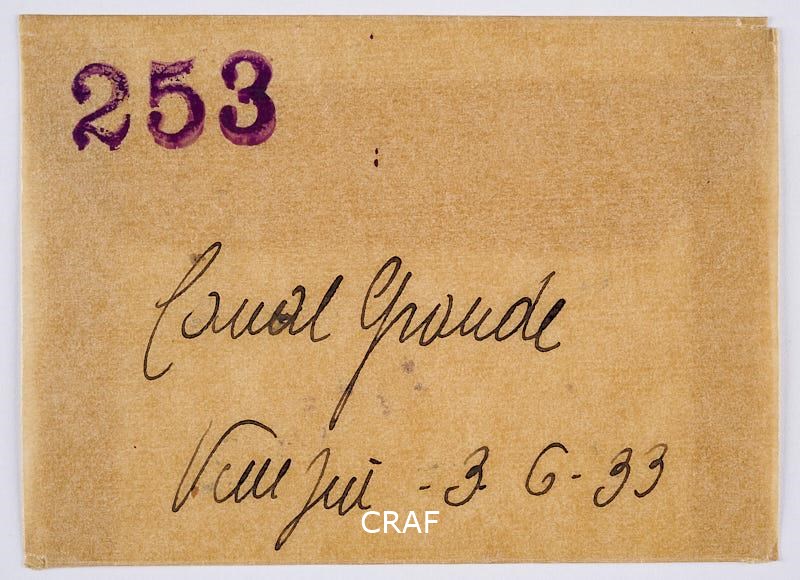 253
Canal Grande
Venezia - 3. 6 - 33
CRAF